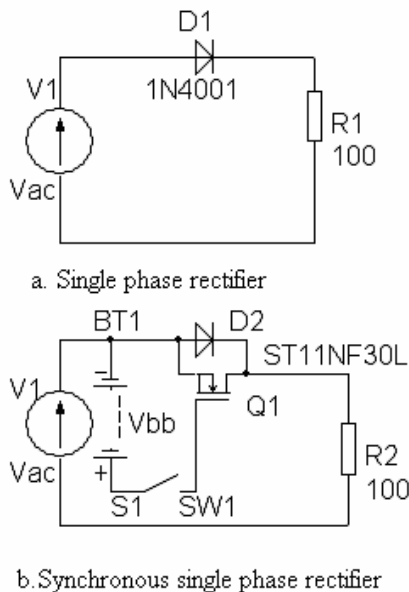 D1
V1
1N4001
R1
100
Vac
a. Single phase rectifier
BT1
D2
ST11NF30L
V1
-
Vbb
Q1
Vac
+
R2
S1
SW1
100
b.Synchronous single phase rectifier